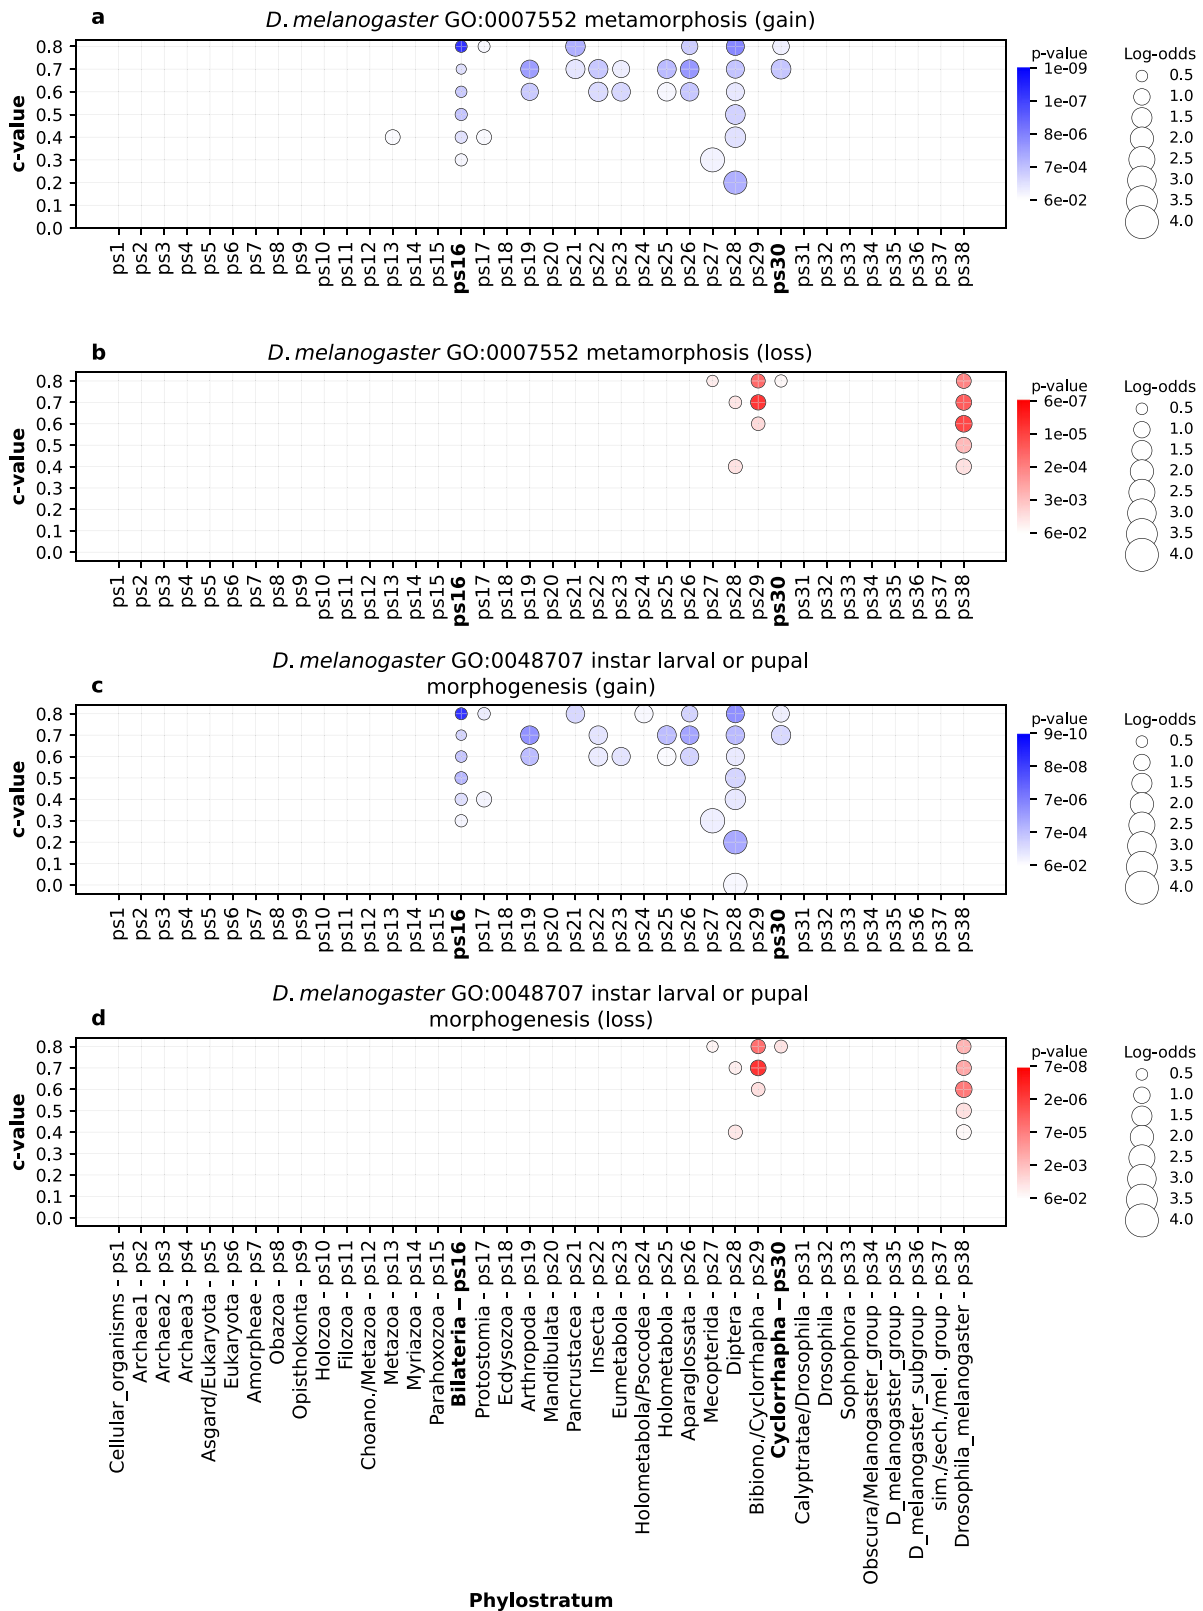 a
D. melanogaster GO:0007552 metamorphosis (gain)
c-value
0.8
0.7
0.6
0.5
0.4
0.3
0.2
0.1
0.0
ps1 ps2 ps3 ps4 ps5 ps6 ps7 ps8 ps9 ps10 ps11 ps12 ps13 ps14 ps15 ps16 ps17 ps18 ps19 ps20 ps21 ps22 ps23 ps24 ps25 ps26 ps27 ps28 ps29 ps30 ps31 ps32 ps33 ps34 ps35 ps36 ps37 ps38
p-value
1e-09
1e-07
8e-06
7e-04
6e-02
Log-odds
0.5
1.0
1.5
2.0
2.5
3.0
3.5
4.0
b
D. melanogaster GO:0007552 metamorphosis (loss)
c-value
0.8
0.7
0.6
0.5
0.4
0.3
0.2
0.1
0.0
ps1 ps2 ps3 ps4 ps5 ps6 ps7 ps8 ps9 ps10 ps11 ps12 ps13 ps14 ps15 ps16 ps17 ps18 ps19 ps20 ps21 ps22 ps23 ps24 ps25 ps26 ps27 ps28 ps29 ps30 ps31 ps32 ps33 ps34 ps35 ps36 ps37 ps38
p-value
6e-07
1e-05
2e-04
3e-03
6e-02
Log-odds
0.5
1.0
1.5
2.0
2.5
3.0
3.5
4.0
c
D. melanogaster GO:0048707 instar larval or pupal
morphogenesis (gain)
c-value
0.8
0.7
0.6
0.5
0.4
0.3
0.2
0.1
0.0
ps1 ps2 ps3 ps4 ps5 ps6 ps7 ps8 ps9 ps10 ps11 ps12 ps13 ps14 ps15 ps16 ps17 ps18 ps19 ps20 ps21 ps22 ps23 ps24 ps25 ps26 ps27 ps28 ps29 ps30 ps31 ps32 ps33 ps34 ps35 ps36 ps37 ps38
p-value
9e-10
8e-08
7e-06
7e-04
6e-02
Log-odds
0.5
1.0
1.5
2.0
2.5
3.0
3.5
4.0
d
D. melanogaster GO:0048707 instar larval or pupal
morphogenesis (loss)
c-value
0.8
0.7
0.6
0.5
0.4
0.3
0.2
0.1
0.0
Cellular_organisms - ps1
Archaea1 - ps2
Archaea2 - ps3
Archaea3 - ps4
Asgard/Eukaryota - ps5
Eukaryota - ps6
Amorpheae - ps7
Obazoa - ps8
Opisthokonta - ps9
Holozoa - ps10
Filozoa - ps11
Choano./Metazoa - ps12
Metazoa - ps13
Myriazoa - ps14
Parahoxozoa - ps15
Bilateria - ps16
Protostomia - ps17
Ecdysozoa - ps18
Arthropoda - ps19
Mandibulata - ps20
Pancrustacea - ps21
Insecta - ps22
Eumetabola - ps23
Holometabola/Psocodea - ps24
Holometabola - ps25
Aparaglossata - ps26
Mecopterida - ps27
Diptera - ps28
Bibiono./Cyclorrhapha - ps29
Cyclorrhapha - ps30
Calyptratae/Drosophila - ps31
Drosophila - ps32
Sophophora - ps33
Obscura/Melanogaster_group - ps34
D_melanogaster_group - ps35
D_melanogaster_subgroup - ps36
sim./sech./mel. group - ps37
Drosophila_melanogaster - ps38
p-value
7e-08
2e-06
7e-05
2e-03
6e-02
Log-odds
0.5
1.0
1.5
2.0
2.5
3.0
3.5
4.0
Phylostratum